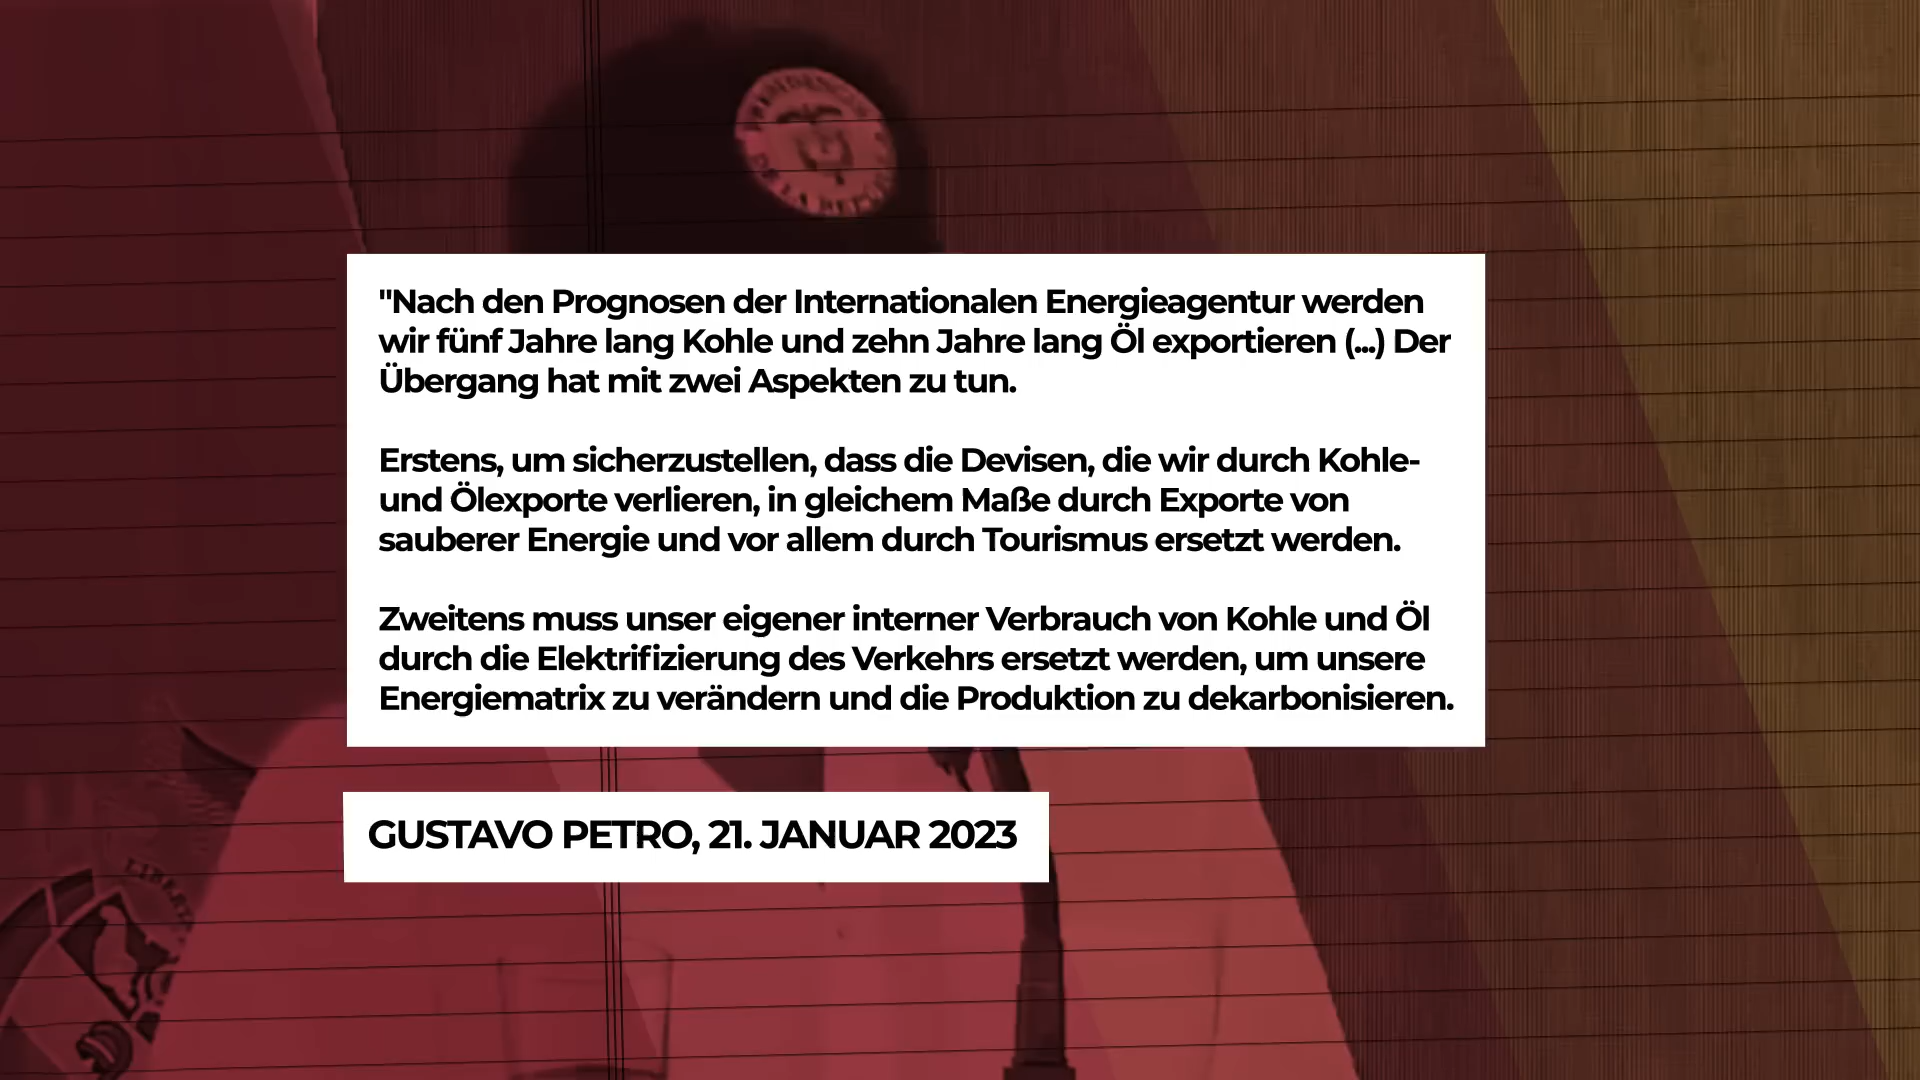 "Nach den Prognosen der Internationalen Energieagentur werden
wir fünf Jahre lang Kohle und zehn Jahre lang Öl exportieren (...) Der
Übergang hat mit zwei Aspekten zu tun.
Erstens, um sicherzustellen, dass die Devisen, die wir durch Kohle-
und Ölexporte verlieren, in gleichem Maße durch Exporte von
sauberer Energie und vor allem durch Tourismus ersetzt werden.
Zweitens muss unser eigener interner Verbrauch von Kohle und Öl
durch die Elektrifizierung des Verkehrs ersetzt werden, um unsere
Energiematrix zu verändern und die Produktion zu dekarbonisieren.
GUSTAVO PETRO, 21. JANUAR 2023